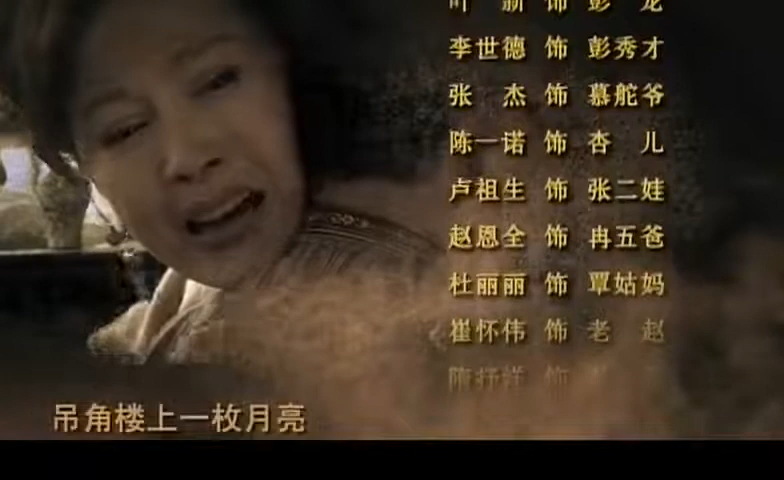 叶 新 饰 彭 龙
李世德 饰 彭秀才
张 杰 饰 慕舵爷
陈一诺 饰 杏 儿
卢祖生 饰 张二娃
赵恩全 饰 冉五爸
杜丽丽 饰 覃姑妈
崔怀伟 饰 老 赵
饰
吊角楼上一枚月亮